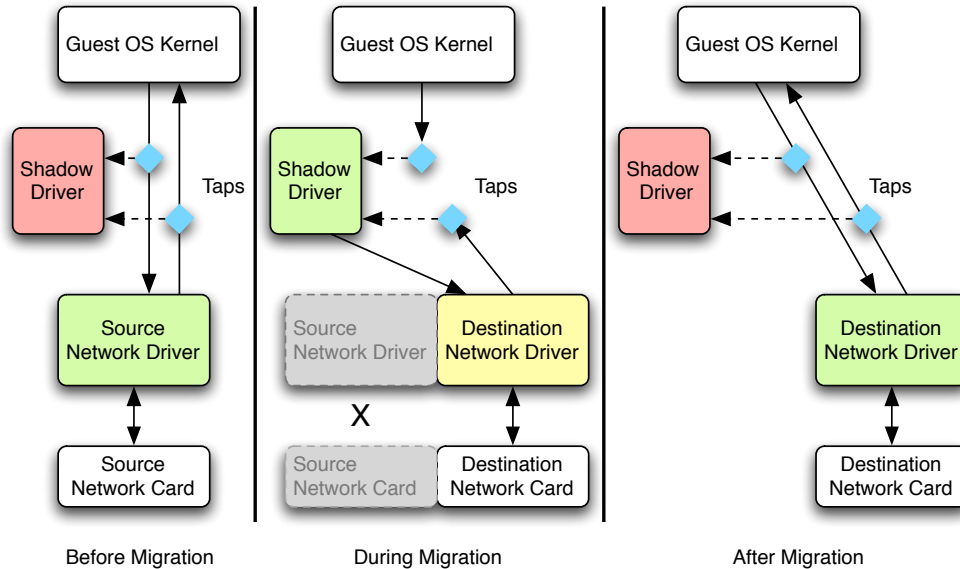 Guest OS Kernel
Shadow
Driver
Taps
Source
Network Driver
Source
Network Card
Before Migration
Guest OS Kernel
Shadow
Driver
Taps
Source
Network Driver
Destination
Network Driver
X
Source
Network Card
Destination
Network Card
During Migration
Guest OS Kernel
Shadow
Driver
Taps
Destination
Network Driver
Destination
Network Card
After Migration